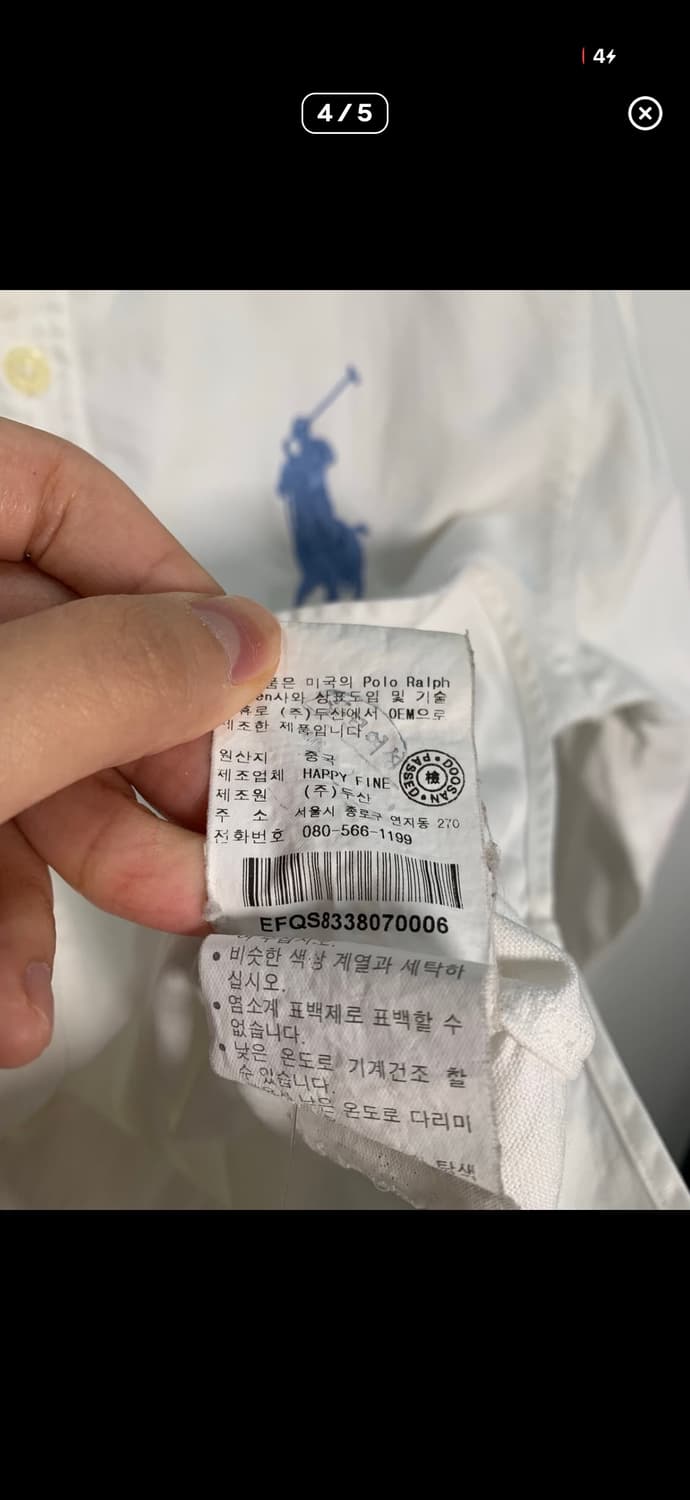 4
4/5
품은 미국의 Polo Ralph
en사와 상표도입 및 기술
휴로 (주)두산에서 OEM으로
제조한 제품입니다
원산지 중국
제조업체 HAPPY FINE
제조원 (주)두산
주 소 서울시 종로구 연지동 270
전화번호 080-566-1199
DOOSAN PASSED
檢
EFQS8338070006
• 비슷한 색상 계열과 세탁하
십시오.
• 염소계 표백제로 표백할 수
없습니다.
• 낮은 온도로 기계건조 할
수 있습니다.
낮은 온도로 다리미
탈색